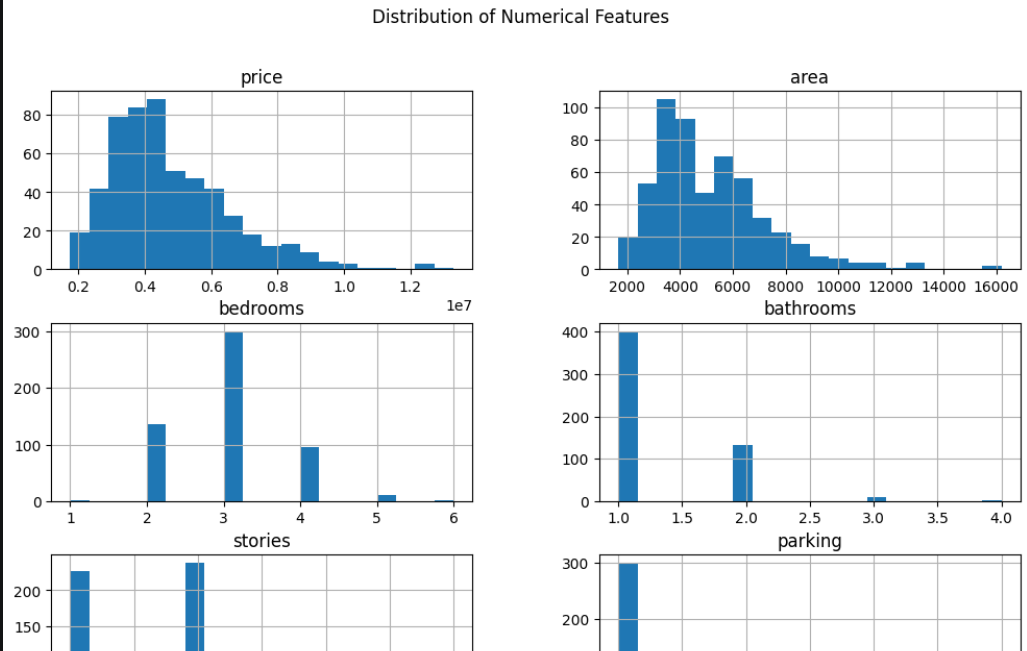 Distribution of Numerical Features
price
80
60
40
20
0
0.2 0.4 0.6 0.8 1.0 1.2
1e7
area
100
80
60
40
20
0
2000 4000 6000 8000 10000 12000 14000 16000
bedrooms
300
200
100
0
1 2 3 4 5 6
bathrooms
400
300
200
100
0
1.0 1.5 2.0 2.5 3.0 3.5 4.0
stories
200
150
parking
300
200